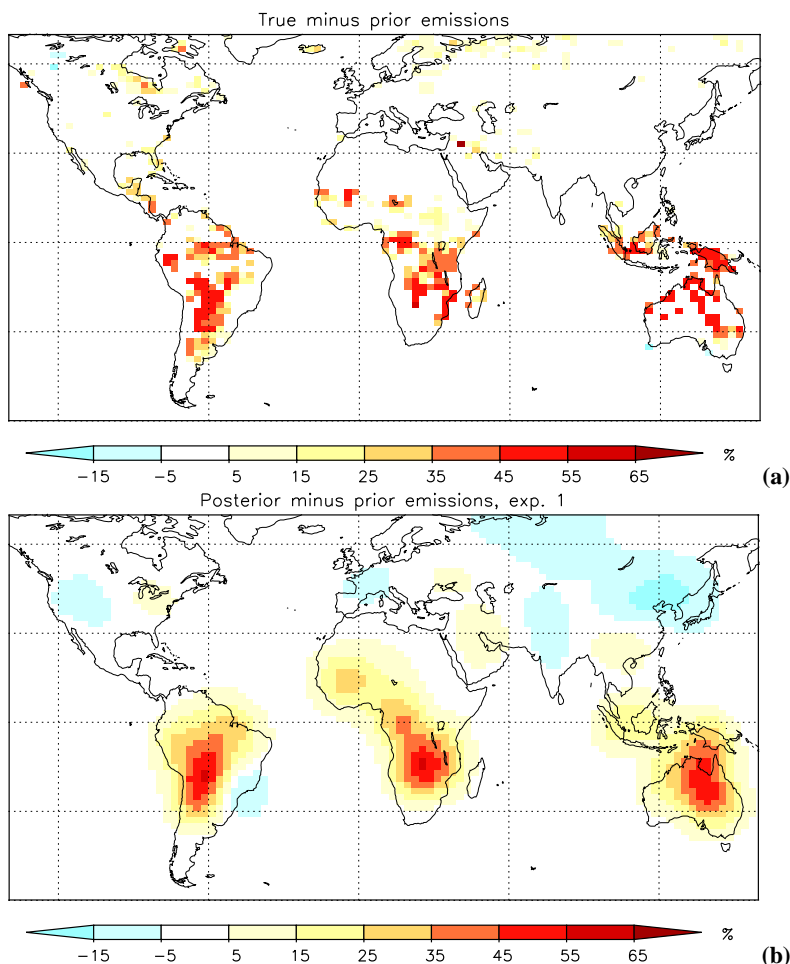 True minus prior emissions
−15 −5 5 15 25 35 45 55 65 %
(a)
Posterior minus prior emissions, exp. 1
−15 −5 5 15 25 35 45 55 65 %
(b)